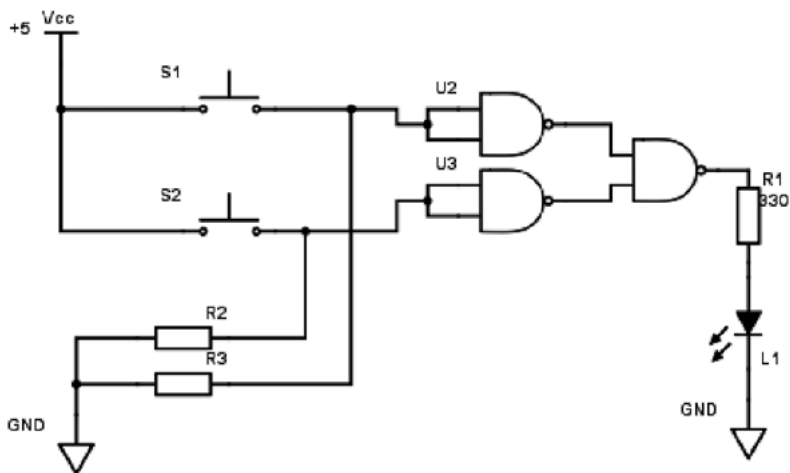 +5 Vcc
S1
U2
U3
S2
R1
330
R2
R3
L1
GND
GND